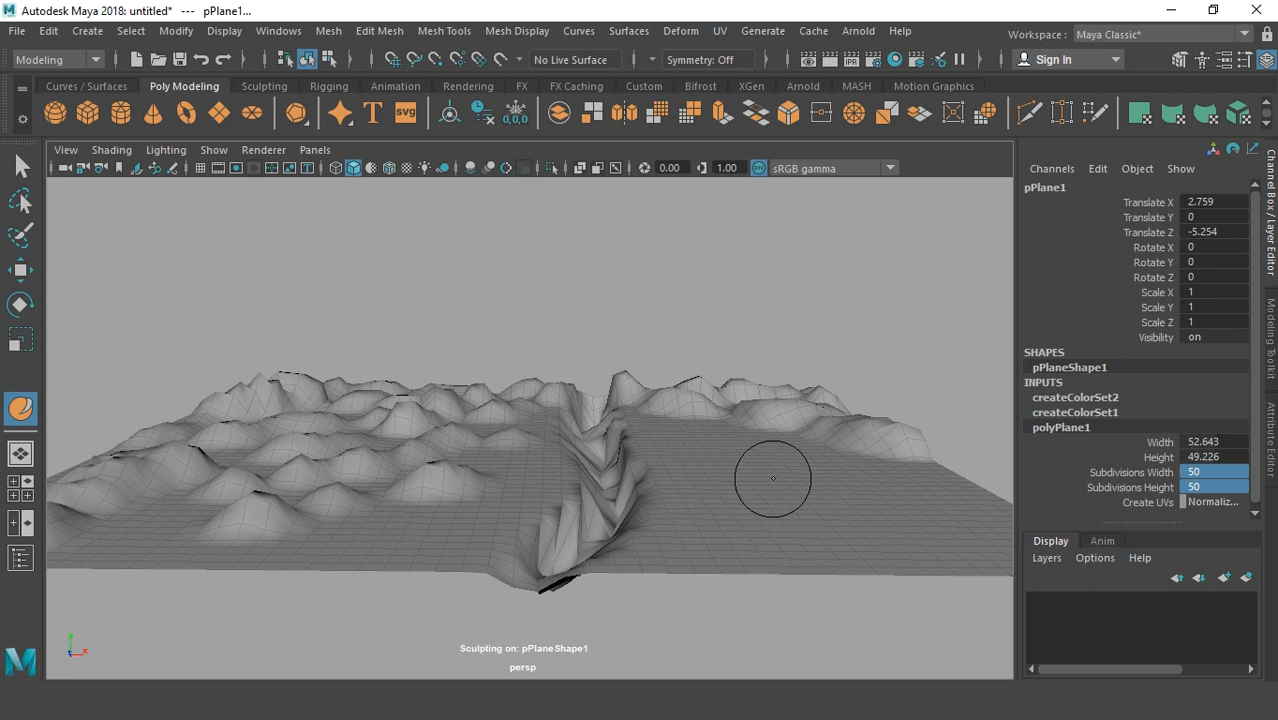 Autodesk Maya 2018: untitled* --- pPlane1...
File Edit Create Select Modify Display Windows Mesh Edit Mesh Mesh Tools Mesh Display Curves Surfaces Deform UV Generate Cache Arnold Help
Workspace: Maya Classic*
Modeling No Live Surface Symmetry: Off Sign In
Curves / Surfaces Poly Modeling Sculpting Rigging Animation Rendering FX FX Caching Custom Bifrost XGen Arnold MASH Motion Graphics
T SVG 0,0,0
View Shading Lighting Show Renderer Panels
IPR
0.00 1.00 ON sRGB gamma
Channels Edit Object Show
pPlane1
Translate X 2.759
Translate Y 0
Translate Z -5.254
Rotate X 0
Rotate Y 0
Rotate Z 0
Scale X 1
Scale Y 1
Scale Z 1
Visibility on
SHAPES
pPlaneShape1
INPUTS
createColorSet2
createColorSet1
polyPlane1
Width 52.643
Height 49.226
Subdivisions Width 50
Subdivisions Height 50
Create UVs Normaliz...
Display Anim
Layers Options Help
Channel Box / Layer Editor
Modeling Toolkit
Attribute Editor
Sculpting on: pPlaneShape1
persp
y
z x
M